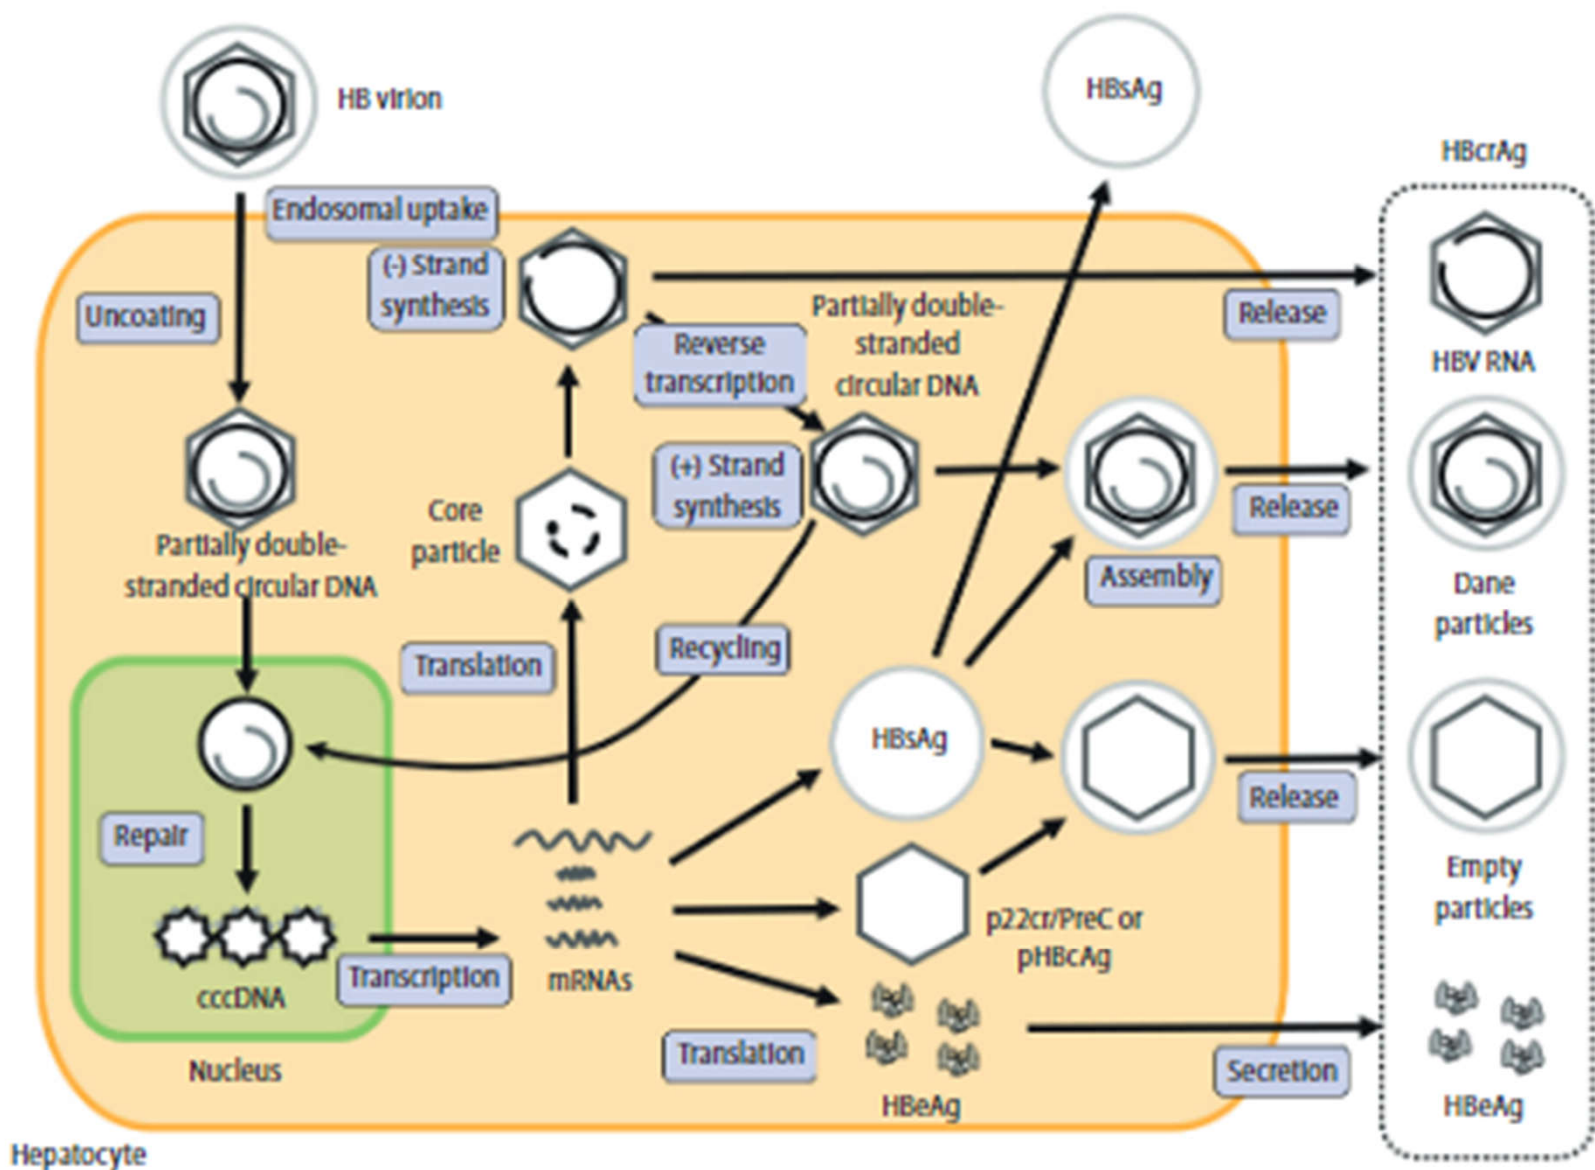 HB virion
HBsAg
HBcrAg
Endosomal uptake
(-) Strand
synthesis
Uncoating
Reverse
transcription
Partially double-
stranded
circular DNA
Release
HBV RNA
(+) Strand
synthesis
Core
particle
Release
Partially double-
stranded circular DNA
Assembly
Dane
particles
Translation
Recycling
HBsAg
Release
Repair
Empty
particles
p22cr/PreC or
pHBcAg
cccDNA
Transcription
mRNAs
Nucleus
Translation
HBeAg
Secretion
HBeAg
Hepatocyte